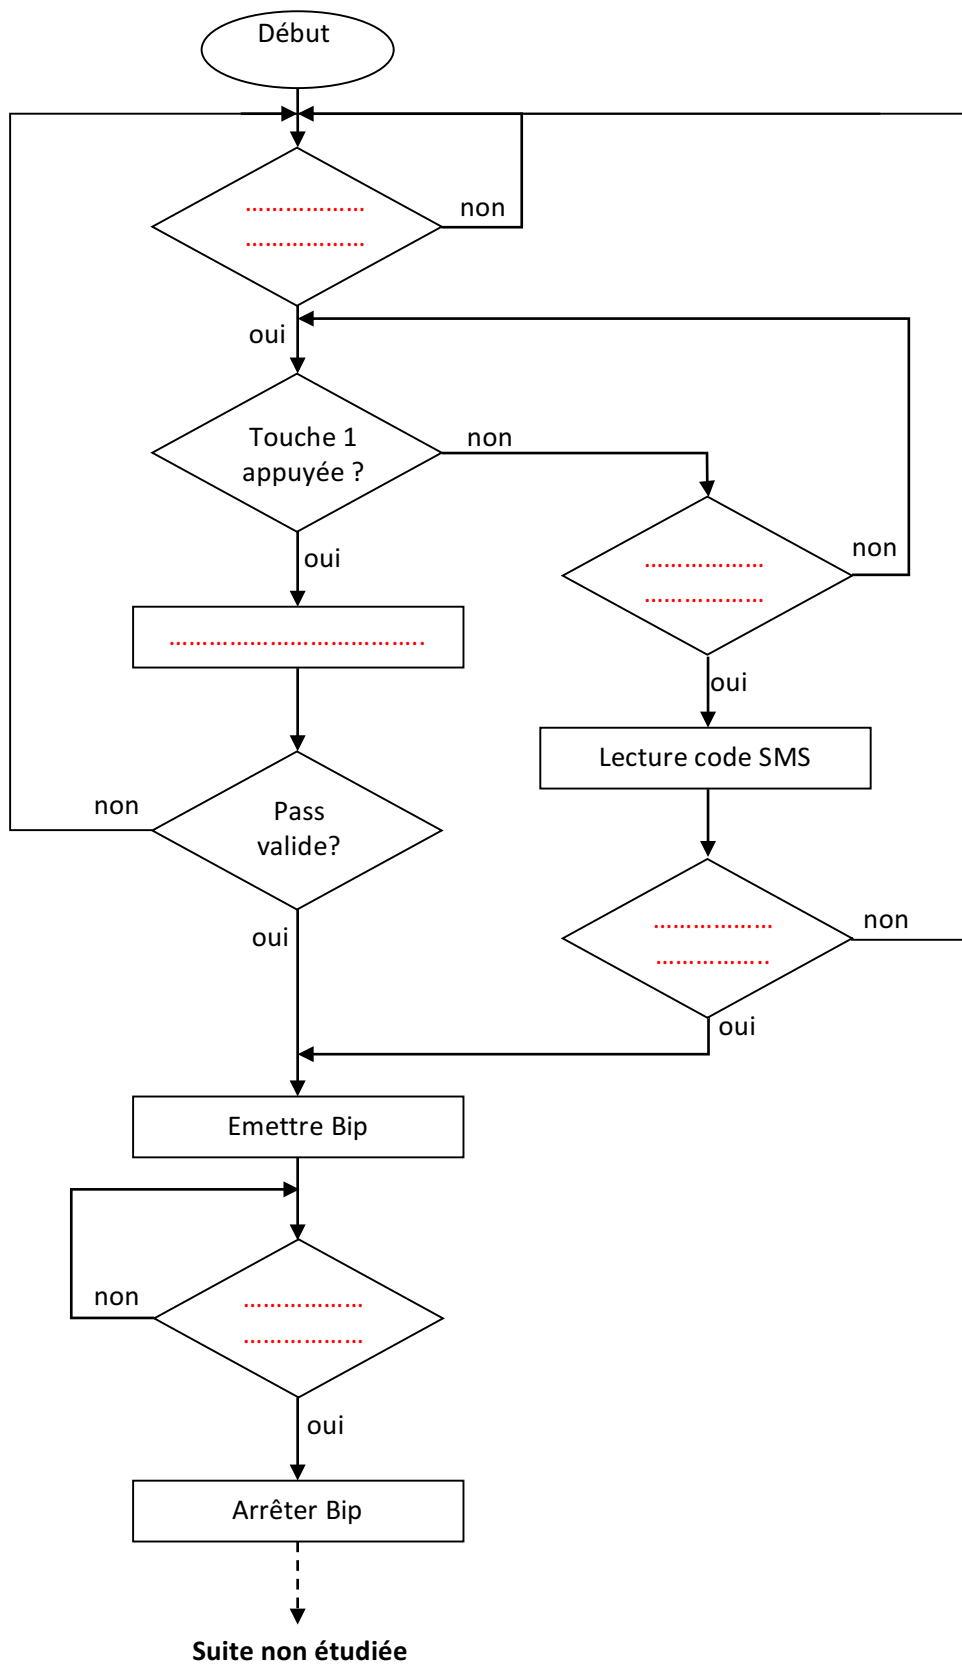 Début
………………
………………
non
oui
Touche 1
appuyée ?
non
oui
………………
………………
non
…………………………………..
oui
Lecture code SMS
non
Pass
valide?
oui
………………
……………..
non
oui
Emettre Bip
non
………………
………………
oui
Arrêter Bip
Suite non étudiée